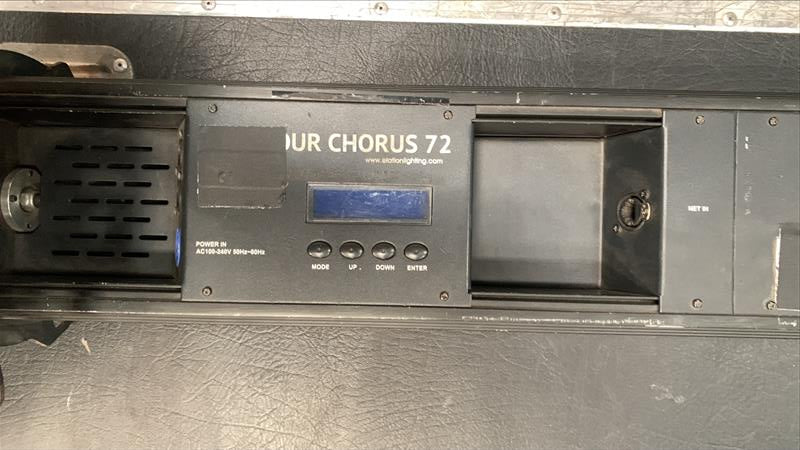 OUR CHORUS 72
www.elationlighting.com
POWER IN
AC100-240V 50Hz~60Hz
MODE
UP
DOWN
ENTER
NET IN